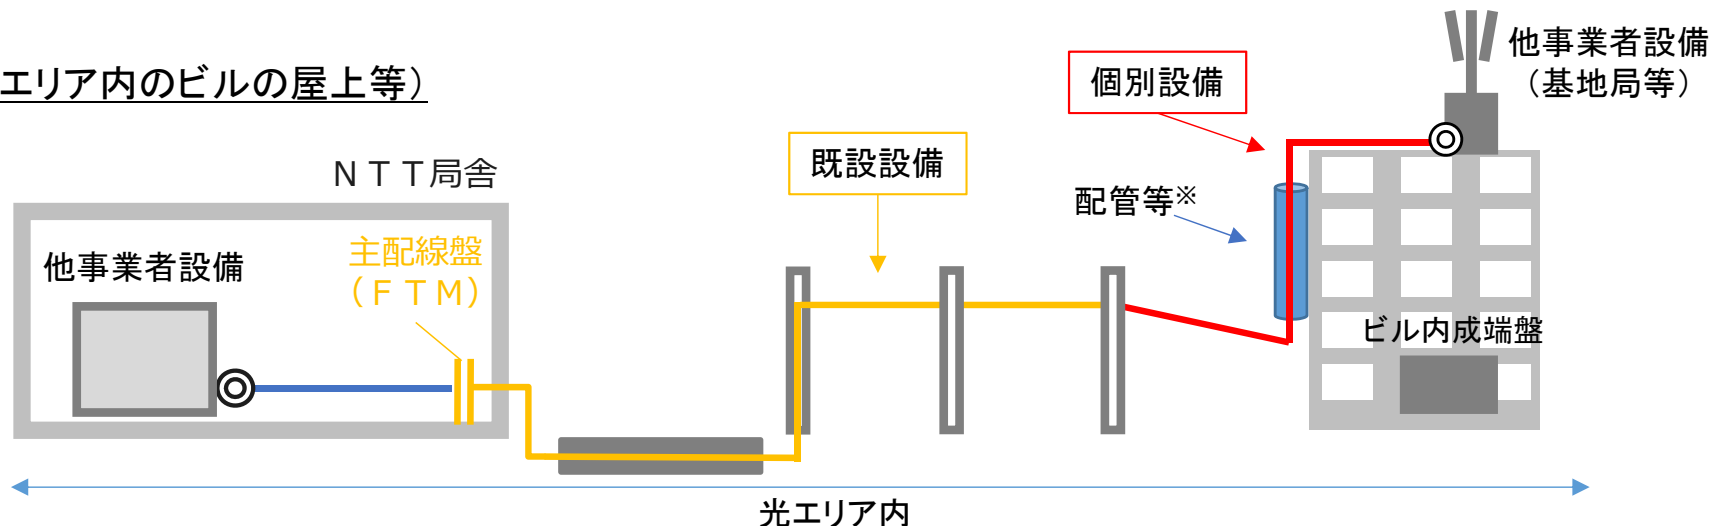 エリア内のビルの屋上等）
他事業者設備
（基地局等）
個別設備
既設設備
ＮＴＴ局舎
配管等※
他事業者設備
主配線盤
（ＦＴＭ）
ビル内成端盤
光エリア内